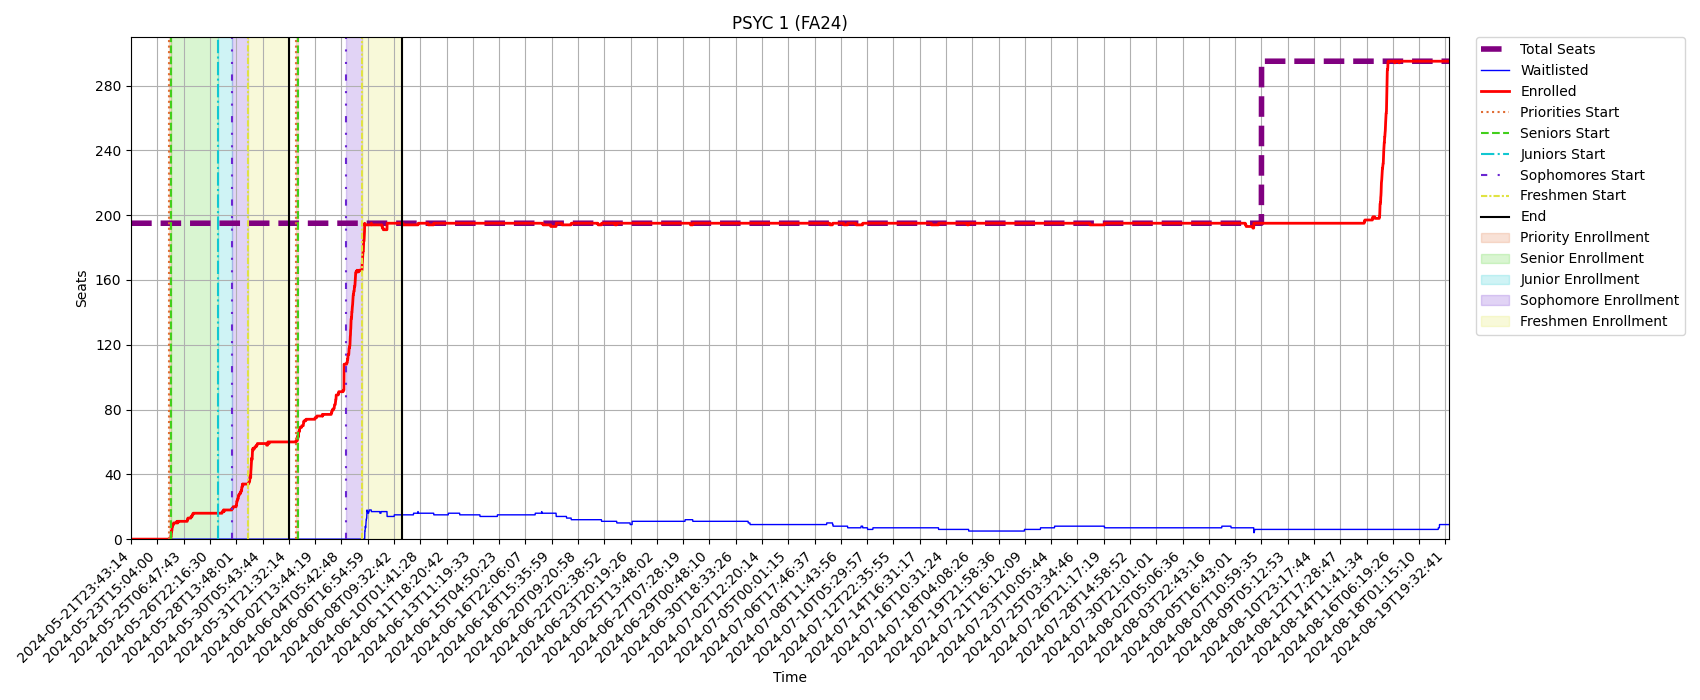 PSYC 1 (FA24)
Total Seats
Waitlisted
Enrolled
Priorities Start
Seniors Start
Juniors Start
Sophomores Start
Freshmen Start
End
Priority Enrollment
Senior Enrollment
Junior Enrollment
Sophomore Enrollment
Freshmen Enrollment
Seats
280
240
200
160
120
80
40
0
2024-05-21T23:43:14
2024-05-23T15:04:00
2024-05-25T06:47:43
2024-05-26T22:16:30
2024-05-28T13:48:01
2024-05-30T05:43:44
2024-05-31T21:32:14
2024-06-02T13:44:19
2024-06-04T05:42:48
2024-06-06T16:54:59
2024-06-08T09:32:42
2024-06-10T01:41:28
2024-06-11T18:20:42
2024-06-13T11:19:33
2024-06-15T04:50:23
2024-06-16T22:06:07
2024-06-18T15:35:59
2024-06-20T09:20:58
2024-06-22T02:38:52
2024-06-23T20:19:26
2024-06-25T13:48:02
2024-06-27T07:28:19
2024-06-29T00:48:10
2024-06-30T18:33:26
2024-07-02T12:20:14
2024-07-05T00:01:15
2024-07-06T17:46:37
2024-07-08T11:43:56
2024-07-10T05:29:57
2024-07-12T22:35:55
2024-07-14T16:31:17
2024-07-16T10:31:24
2024-07-18T04:08:26
2024-07-19T21:58:36
2024-07-21T16:12:09
2024-07-23T10:05:44
2024-07-25T03:34:46
2024-07-26T21:17:19
2024-07-28T14:58:52
2024-07-30T21:01:01
2024-08-02T05:06:36
2024-08-03T22:43:16
2024-08-05T16:43:01
2024-08-07T10:59:35
2024-08-09T05:12:53
2024-08-10T23:17:44
2024-08-12T17:28:47
2024-08-14T11:41:34
2024-08-16T06:19:26
2024-08-18T01:15:10
2024-08-19T19:32:41
Time